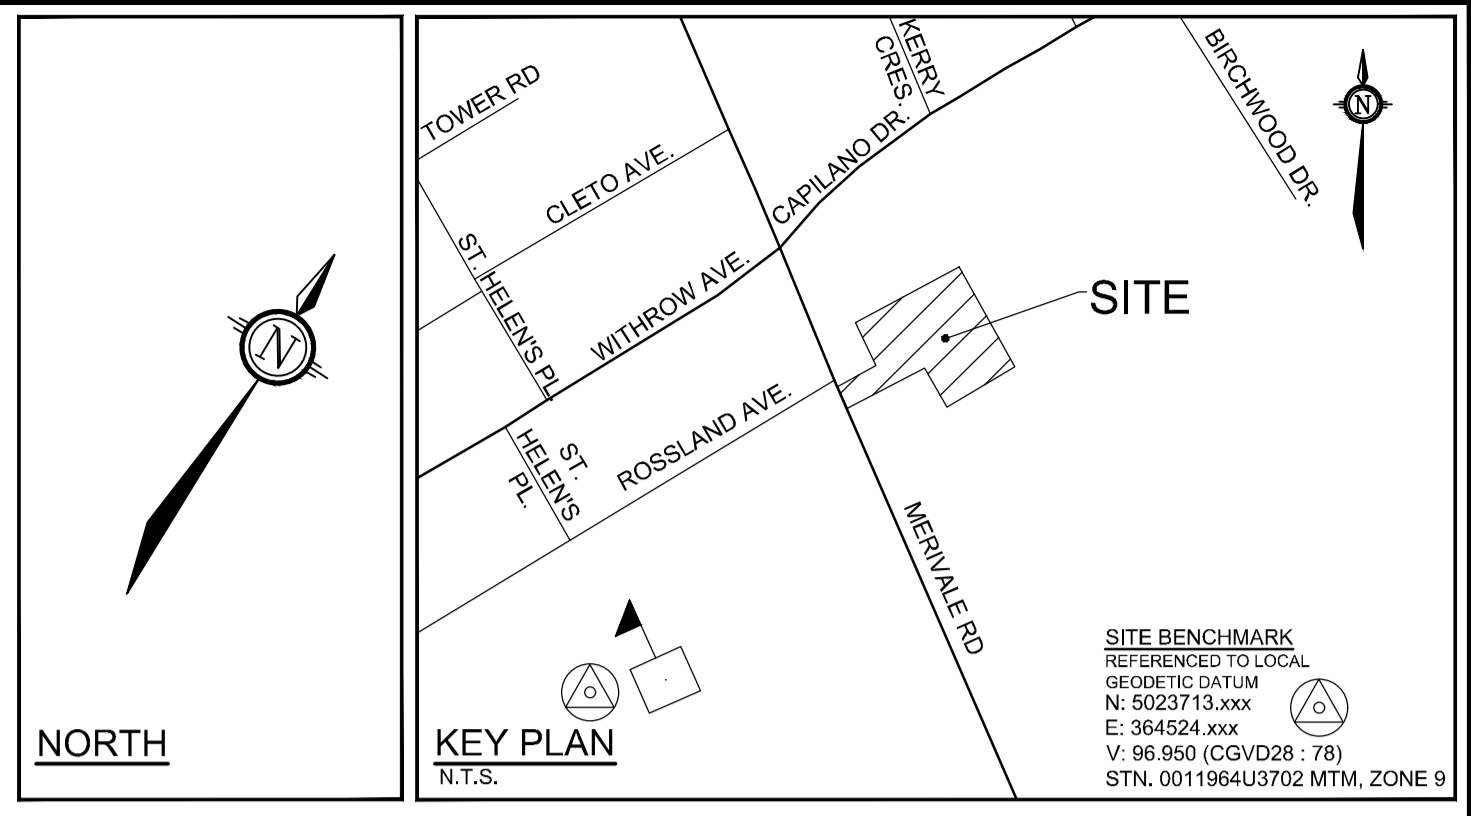 N
NORTH
TOWER RD
CLETO AVE.
ST. HELEN'S PL.
WITHROW AVE.
CAPILANO DR.
KERRY
CRES.
BIRCHWOOD DR.
N
SITE
ROSSLAND AVE.
ST.
HELEN'S
PL.
MERIVALE RD
KEY PLAN
N.T.S.
SITE BENCHMARK
REFERENCED TO LOCAL
GEODETIC DATUM
N: 5023713.xxx
E: 364524.xxx
V: 96.950 (CGVD28 : 78)
STN. 0011964U3702 MTM, ZONE 9